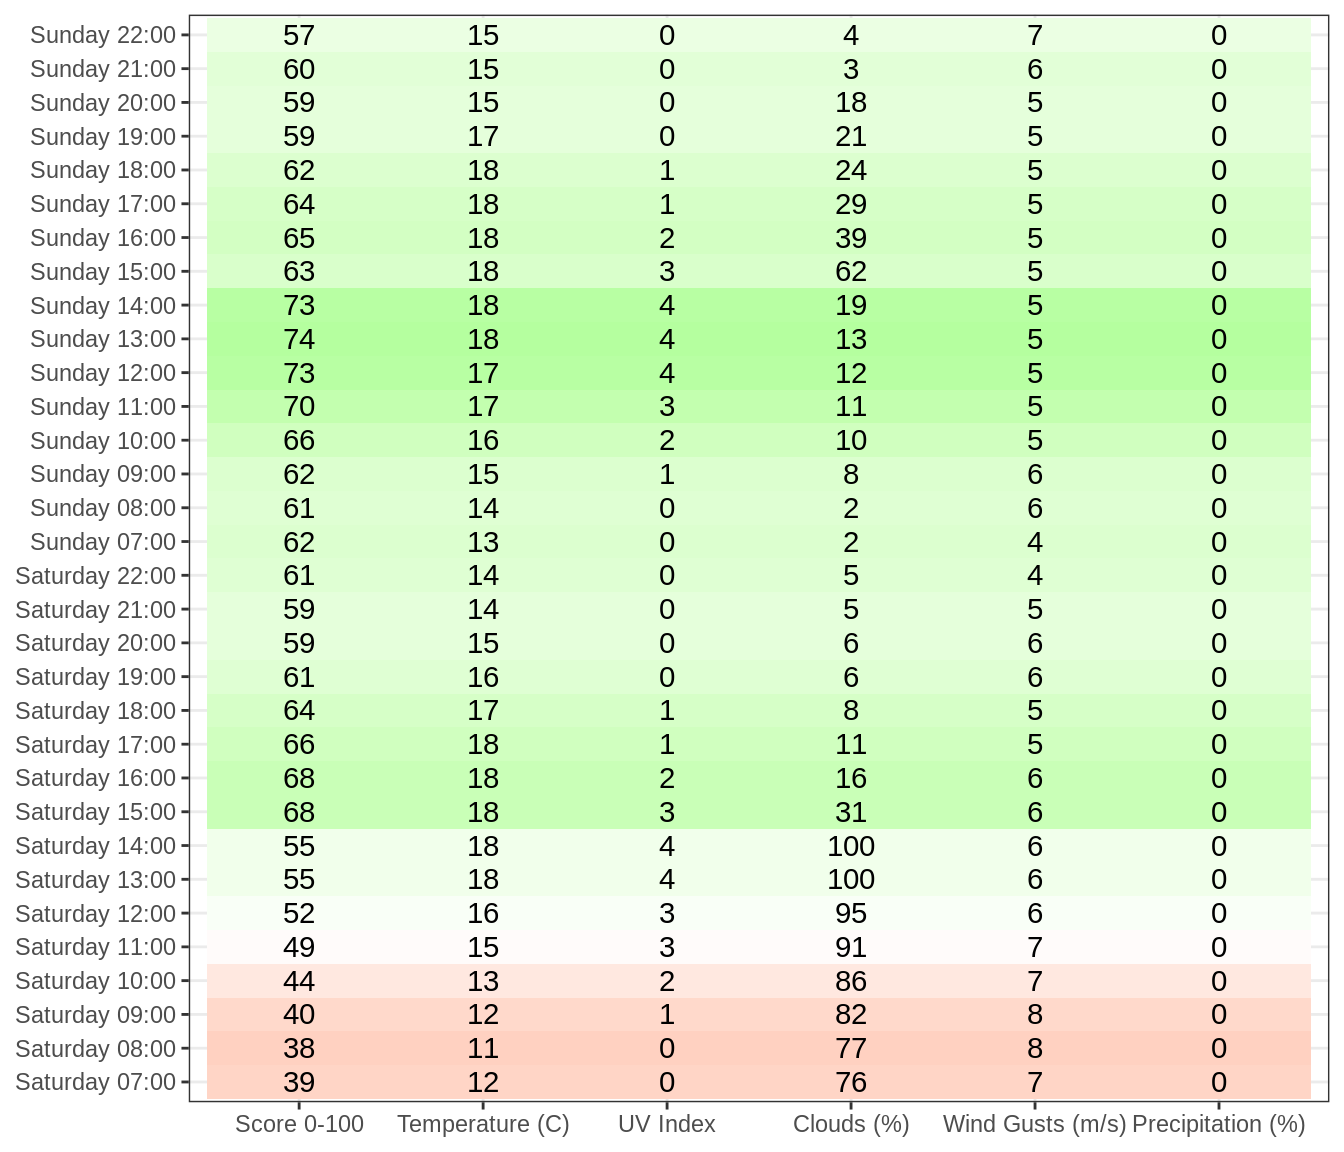 Sunday 22:00 57 15 0 4 7 0
Sunday 21:00 60 15 0 3 6 0
Sunday 20:00 59 15 0 18 5 0
Sunday 19:00 59 17 0 21 5 0
Sunday 18:00 62 18 1 24 5 0
Sunday 17:00 64 18 1 29 5 0
Sunday 16:00 65 18 2 39 5 0
Sunday 15:00 63 18 3 62 5 0
Sunday 14:00 73 18 4 19 5 0
Sunday 13:00 74 18 4 13 5 0
Sunday 12:00 73 17 4 12 5 0
Sunday 11:00 70 17 3 11 5 0
Sunday 10:00 66 16 2 10 5 0
Sunday 09:00 62 15 1 8 6 0
Sunday 08:00 61 14 0 2 6 0
Sunday 07:00 62 13 0 2 4 0
Saturday 22:00 61 14 0 5 4 0
Saturday 21:00 59 14 0 5 5 0
Saturday 20:00 59 15 0 6 6 0
Saturday 19:00 61 16 0 6 6 0
Saturday 18:00 64 17 1 8 5 0
Saturday 17:00 66 18 1 11 5 0
Saturday 16:00 68 18 2 16 6 0
Saturday 15:00 68 18 3 31 6 0
Saturday 14:00 55 18 4 100 6 0
Saturday 13:00 55 18 4 100 6 0
Saturday 12:00 52 16 3 95 6 0
Saturday 11:00 49 15 3 91 7 0
Saturday 10:00 44 13 2 86 7 0
Saturday 09:00 40 12 1 82 8 0
Saturday 08:00 38 11 0 77 8 0
Saturday 07:00 39 12 0 76 7 0
Score 0-100 Temperature (C) UV Index Clouds (%) Wind Gusts (m/s) Precipitation (%)